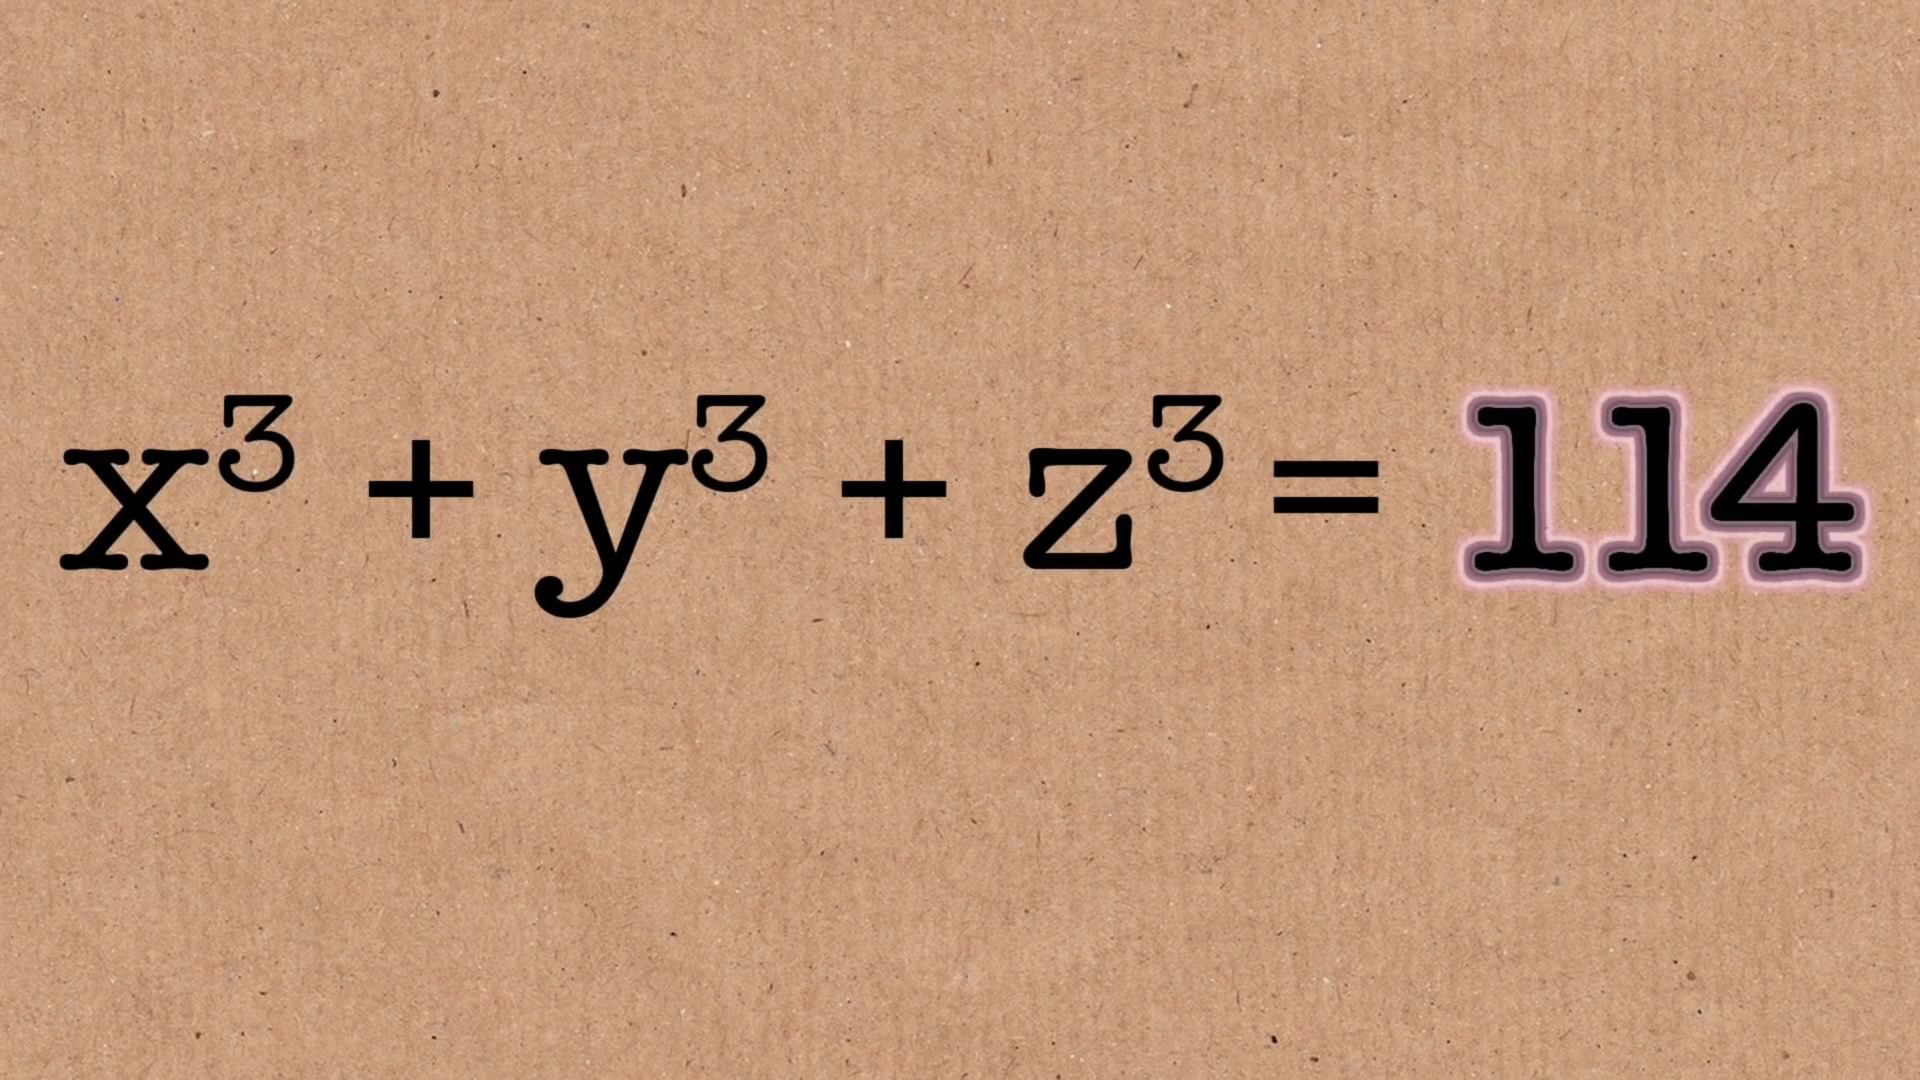 x³ + y³ + z³ = 114